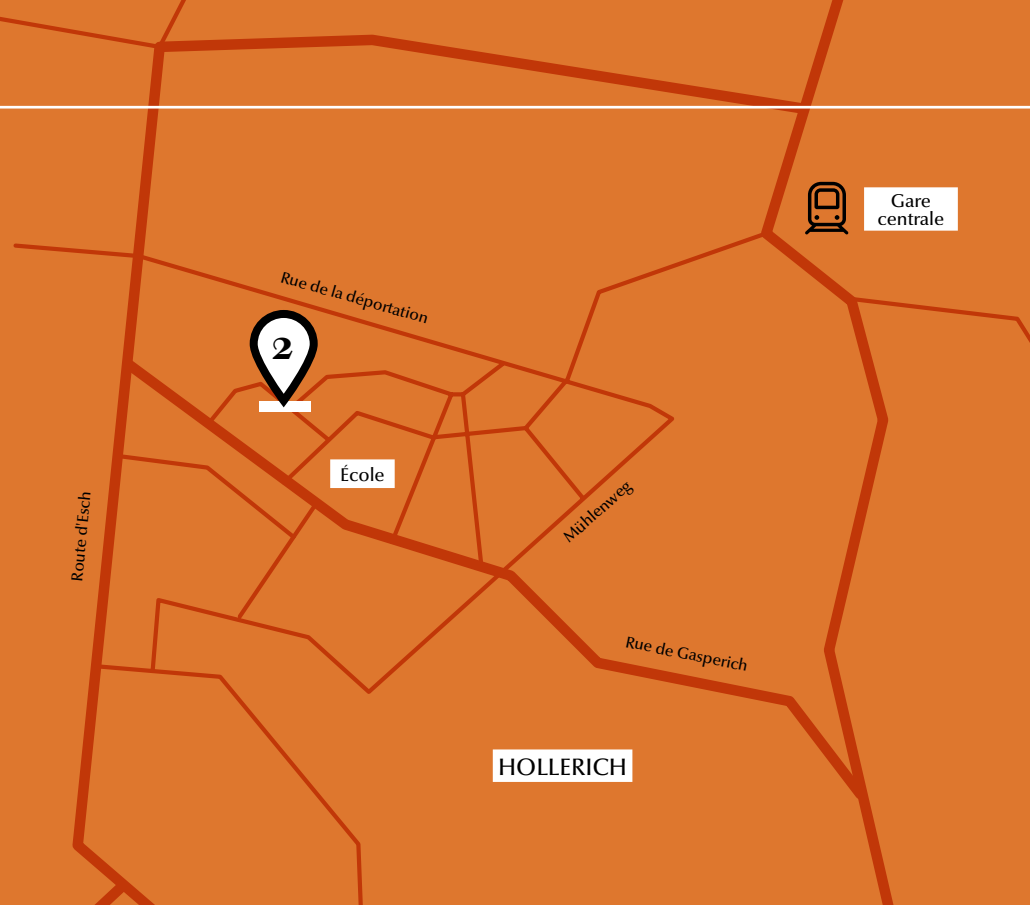 Gare
centrale
Rue de la déportation
2
École
Route d'Esch
Mühlenweg
Rue de Gasperich
HOLLERICH